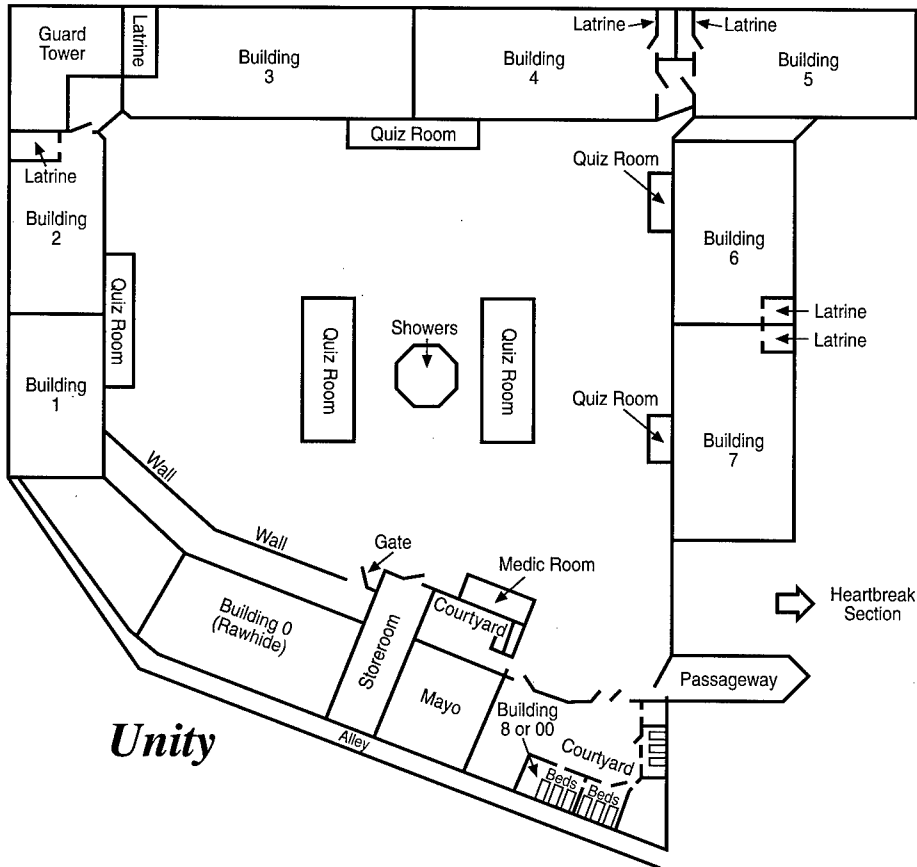 Guard
Tower
Latrine
Building
3
Latrine
Building
4
Latrine
Building
5
Quiz Room
Latrine
Building
2
Quiz Room
Quiz Room
Building
6
Latrine
Latrine
Building
1
Quiz Room
Showers
Quiz Room
Quiz Room
Building
7
Wall
Wall
Gate
Medic Room
Heartbreak
Section
Building 0
(Rawhide)
Storeroom
Courtyard
Mayo
Passageway
Building
8 or 00
Courtyard
Unity
Alley
Beds
Beds